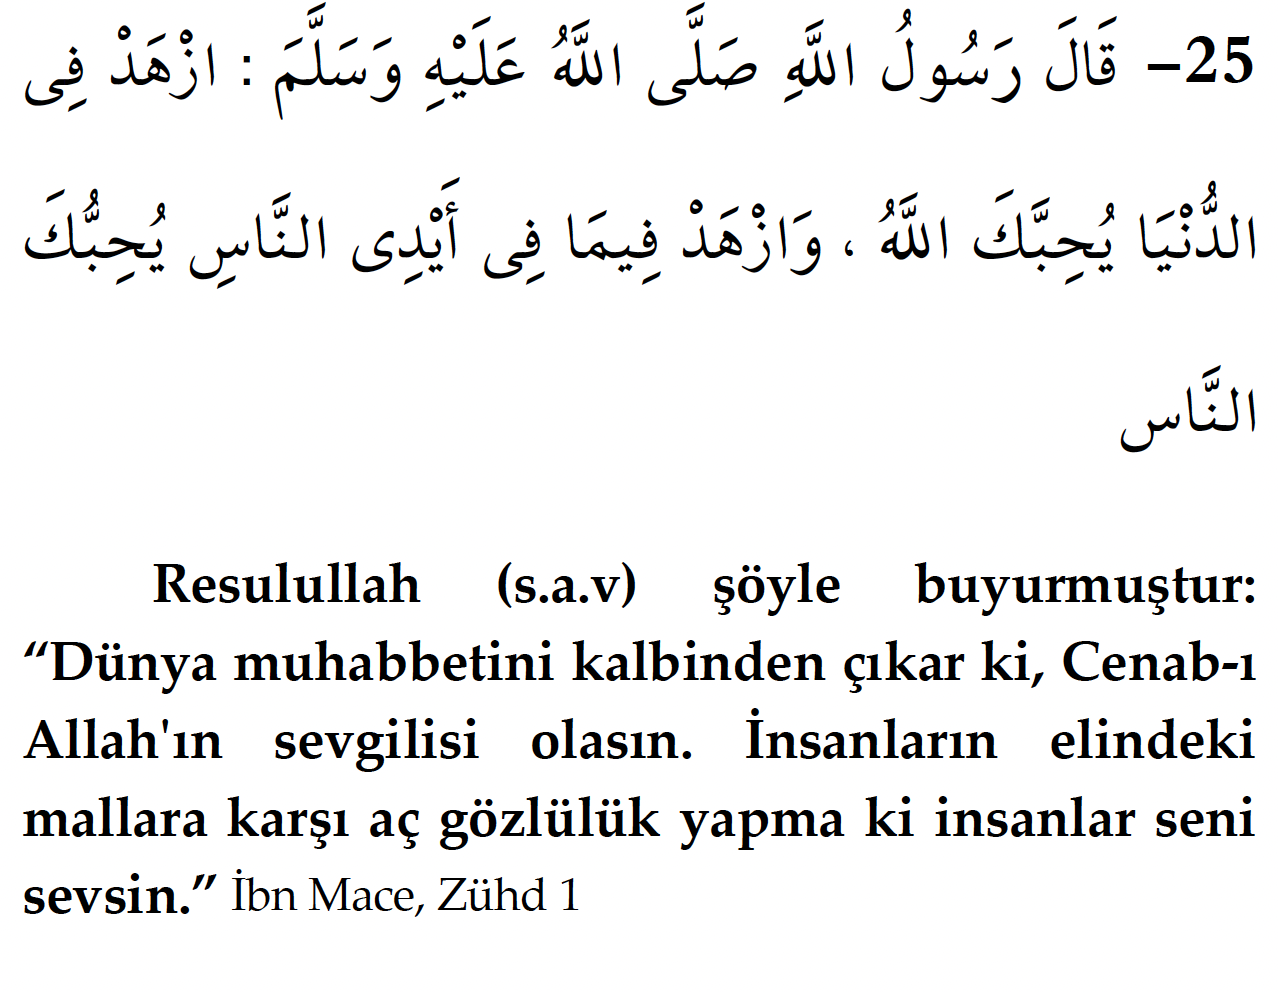 25– قَالَ رَسُولُ اللَّهِ صَلَّى اللَّهُ عَلَيْهِ وَسَلَّمَ : ازْهَدْ فِى
الدُّنْيَا يُحِبَّكَ اللَّهُ ، وَازْهَدْ فِيمَا فِى أَيْدِى النَّاسِ يُحِبُّكَ
النَّاس
Resulullah (s.a.v) şöyle buyurmuştur:
“Dünya muhabbetini kalbinden çıkar ki, Cenab-ı
Allah'ın sevgilisi olasın. İnsanların elindeki
mallara karşı aç gözlülük yapma ki insanlar seni
sevsin.” İbn Mace, Zühd 1